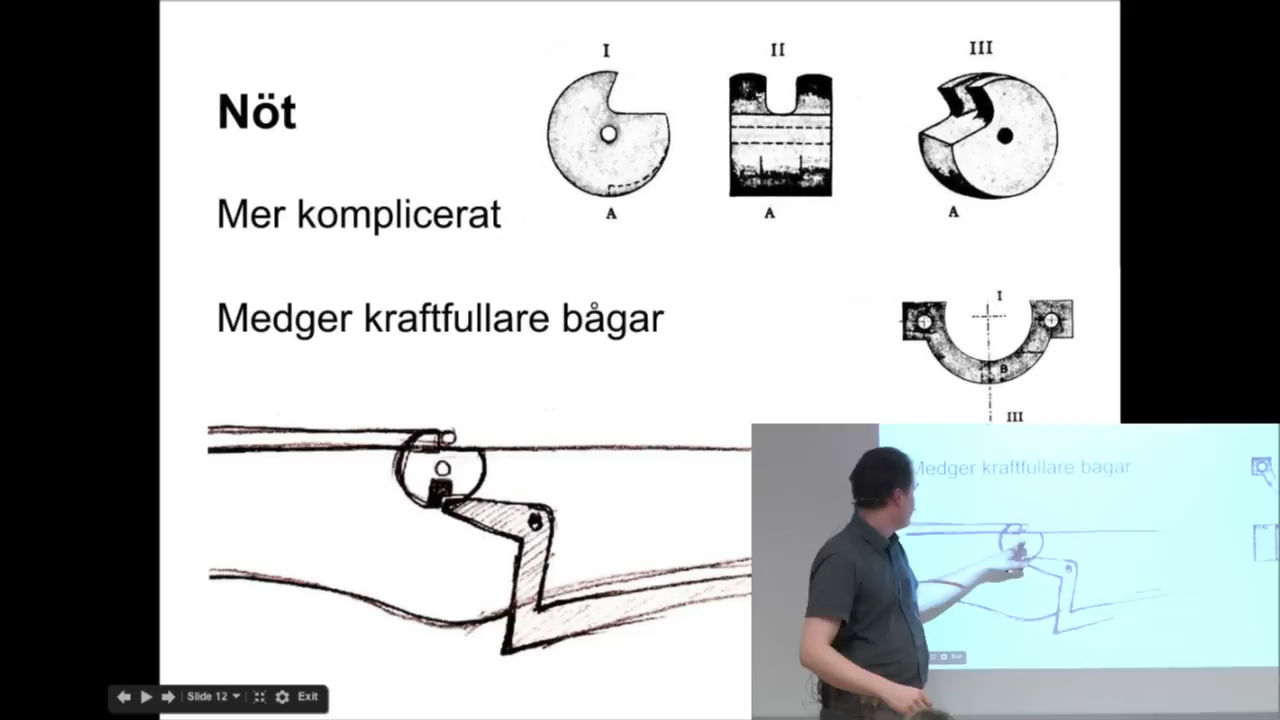 I
II
III
Nöt
A
A
A
Mer komplicerat
I
Medger kraftfullare bågar
B
III
Medger kraftfullare bågar
Slide 12
Exit